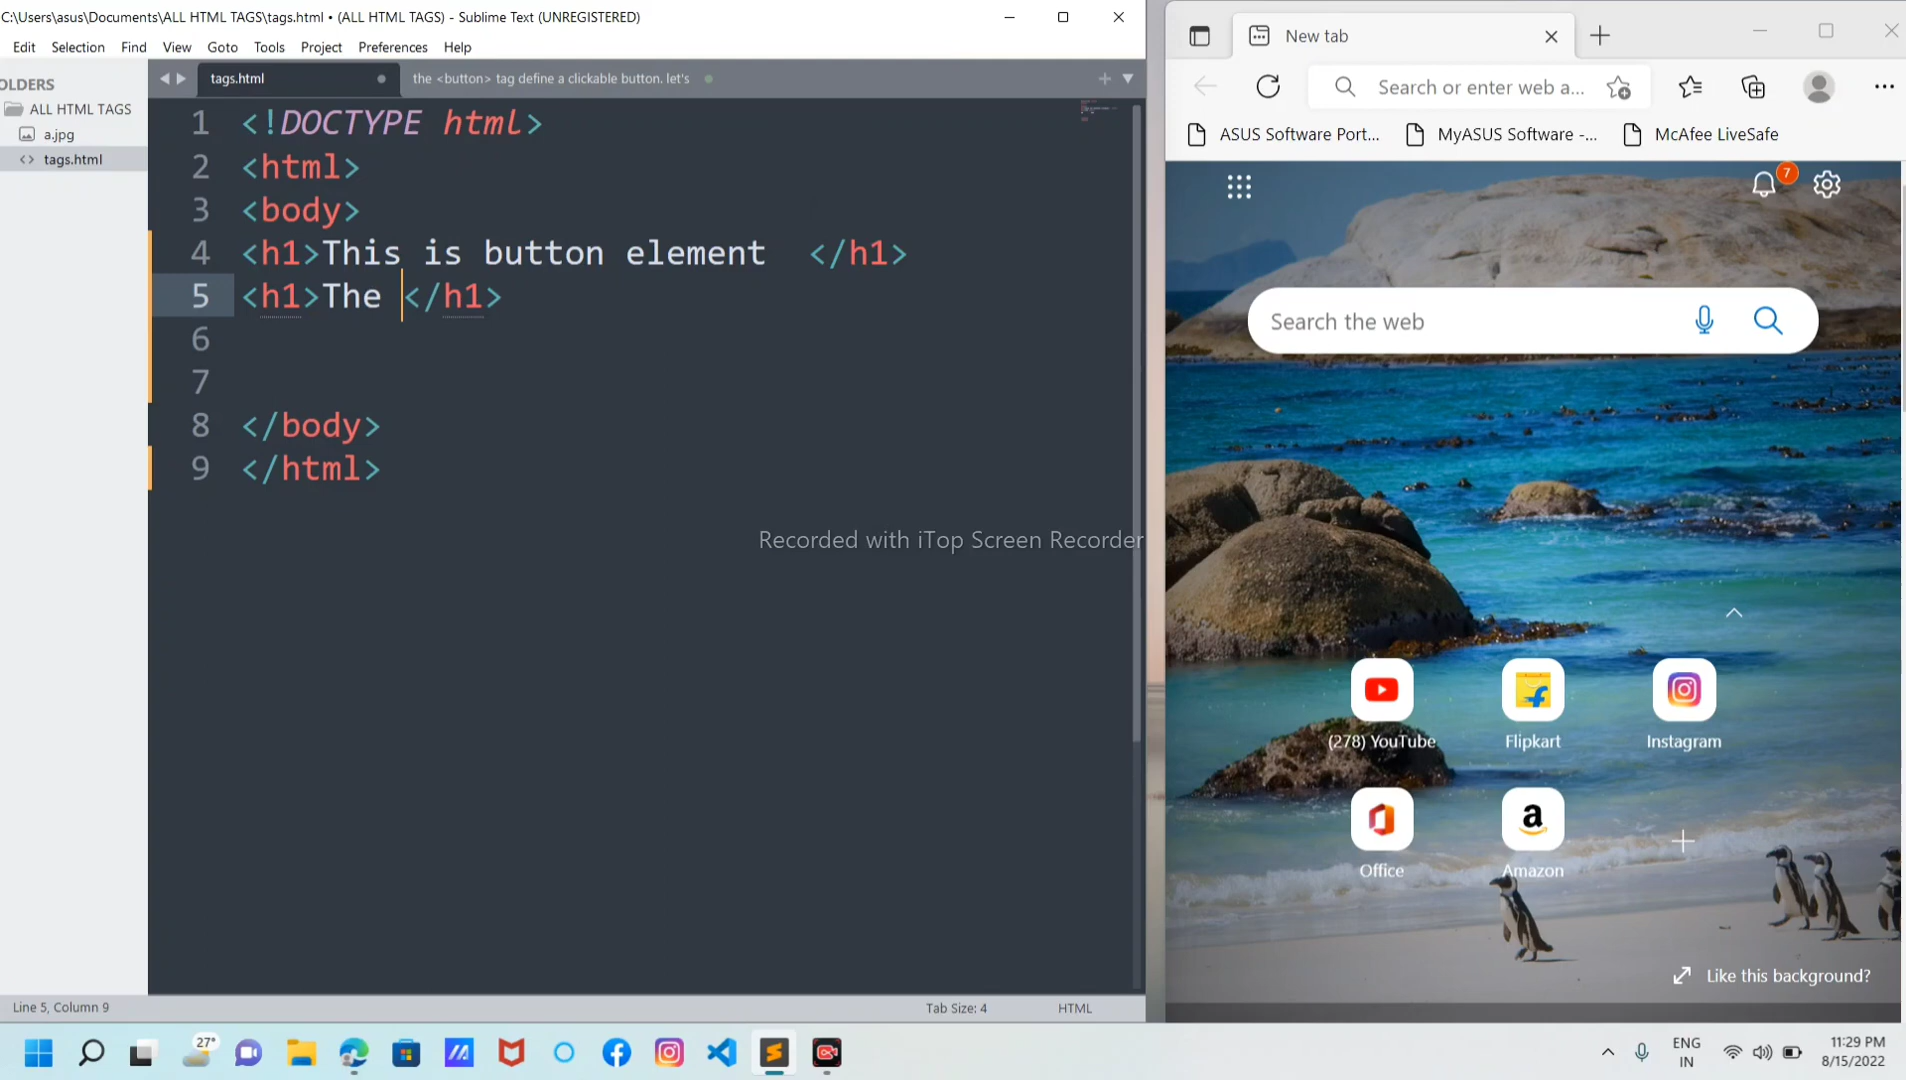 C:\Users\asus\Documents\ALL HTML TAGS\tags.html • (ALL HTML TAGS) - Sublime Text (UNREGISTERED)
Edit Selection Find View Goto Tools Project Preferences Help
OLDERS
ALL HTML TAGS
a.jpg
<> tags.html
tags.html
the <button> tag define a clickable button. let's
1 <!DOCTYPE html>
2 <html>
3 <body>
4 <h1>This is button element  </h1>
5 <h1>The </h1>
6
7
8 </body>
9 </html>
Recorded with iTop Screen Recorder
Line 5, Column 9
Tab Size: 4
HTML
New tab
Search or enter web a...
ASUS Software Port...
MyASUS Software -...
McAfee LiveSafe
7
Search the web
(278) YouTube
Flipkart
Instagram
Office
Amazon
Like this background?
27°
ENG
IN
11:29 PM
8/15/2022